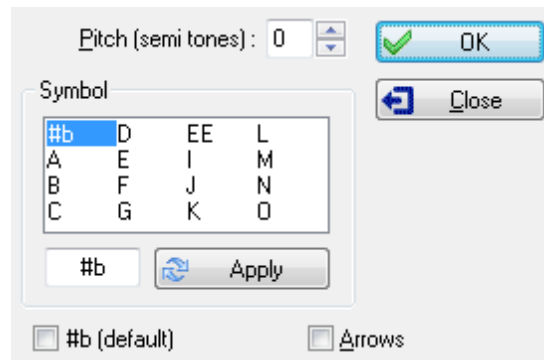 Pitch (semi tones) : 0 OK
Symbol Close
#b D EE L
A E I M
B F J N
C G K O
#b Apply
#b (default) Arrows